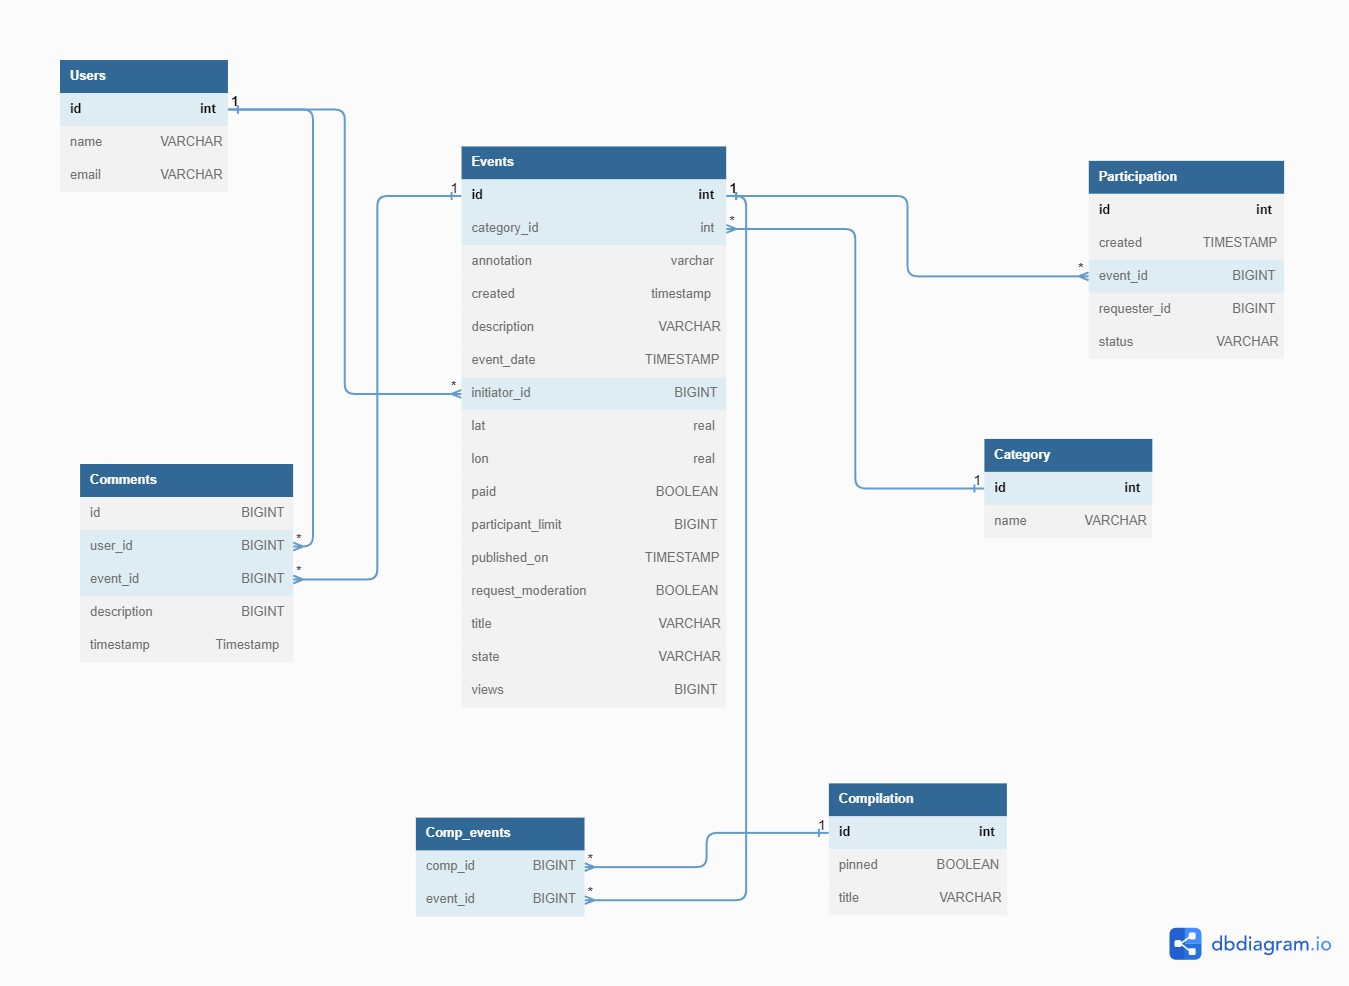 Users
id int
name VARCHAR
email VARCHAR
1
1
Events
id int
category_id int
annotation varchar
created timestamp
description VARCHAR
event_date TIMESTAMP
initiator_id BIGINT
lat real
lon real
paid BOOLEAN
participant_limit BIGINT
published_on TIMESTAMP
request_moderation BOOLEAN
title VARCHAR
state VARCHAR
views BIGINT
1
*
*
Participation
id int
created TIMESTAMP
* event_id BIGINT
requester_id BIGINT
status VARCHAR
Category
1 id int
name VARCHAR
Comments
id BIGINT
user_id BIGINT *
event_id BIGINT *
description BIGINT
timestamp Timestamp
Comp_events
comp_id BIGINT *
event_id BIGINT *
Compilation
1 id int
pinned BOOLEAN
title VARCHAR
dbdiagram.io